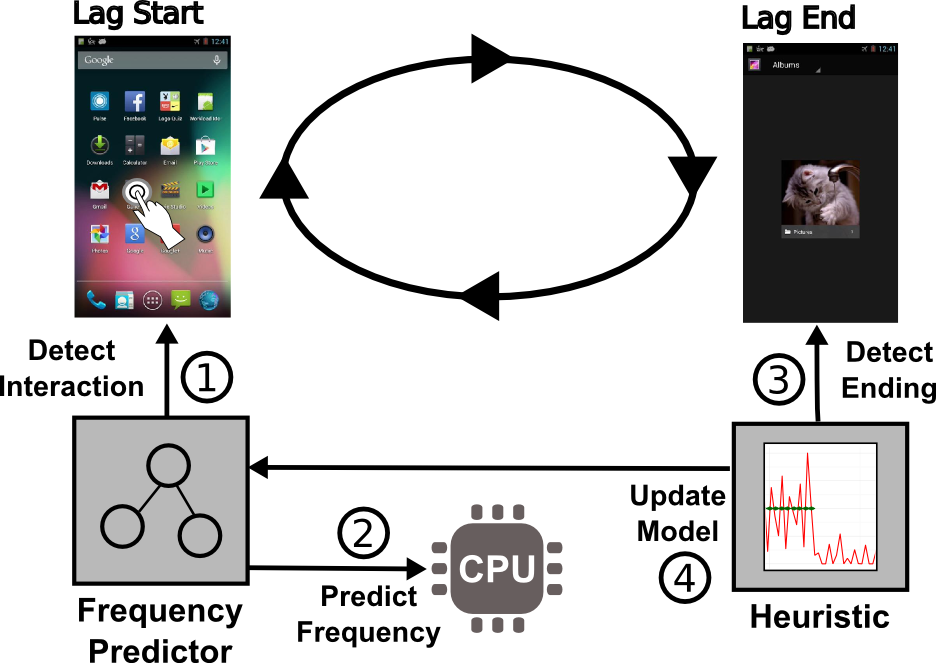 Lag Start
Lag End
12:41
Google
Pulse
Facebook
Logo Quiz
Downloads
Calculator
Email
Play Store
Gmail
Photos
Google
Music
12:41
Albums
Pictures
Detect
Interaction
1
3
Detect
Ending
2
Predict
Frequency
CPU
Update
Model
4
Frequency
Predictor
Heuristic